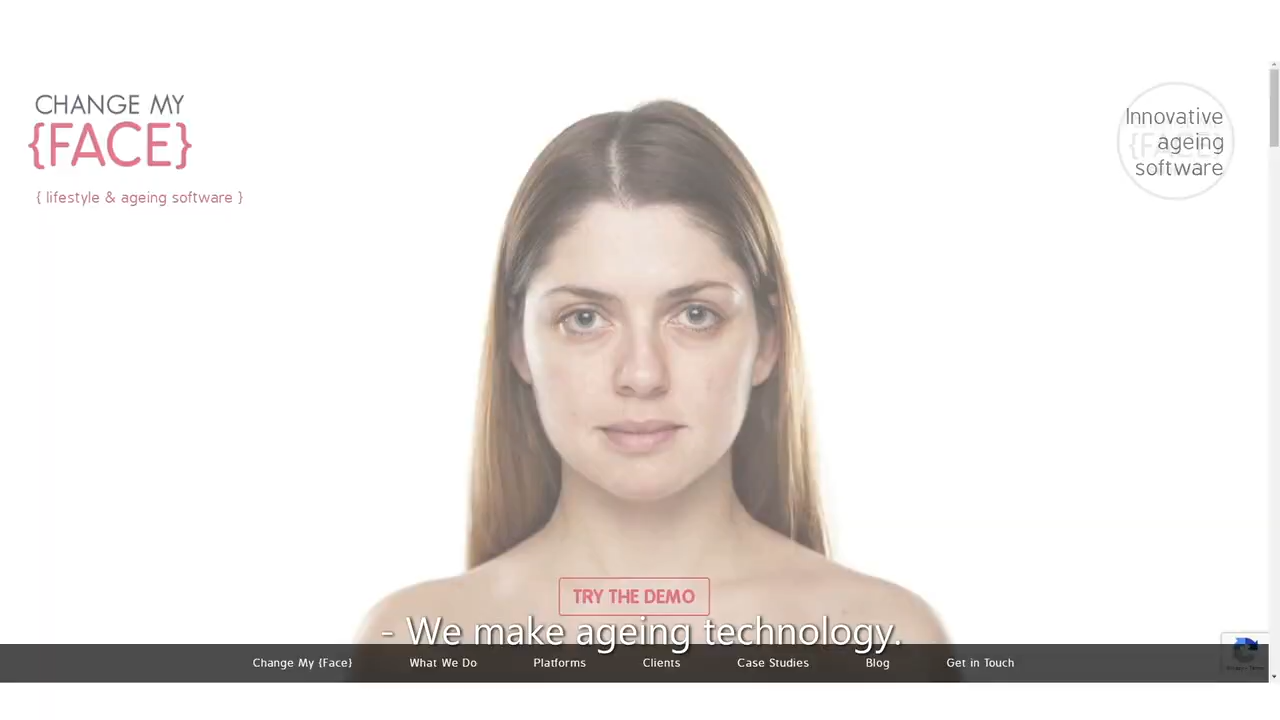 CHANGE MY
{FACE}
{ lifestyle & ageing software }
Innovative
ageing
software
{FACE}
TRY THE DEMO
- We make ageing technology.
Change My {Face}
What We Do
Platforms
Clients
Case Studies
Blog
Get in Touch